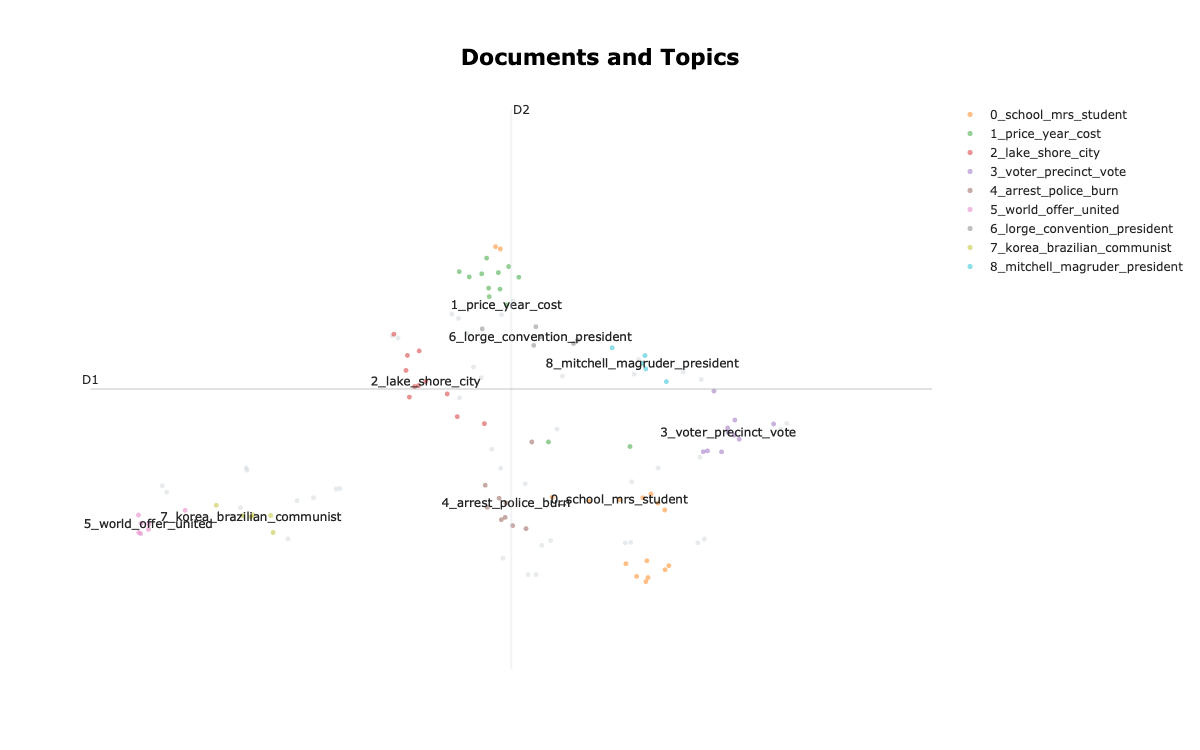 Documents and Topics
D2
0_school_mrs_student
1_price_year_cost
2_lake_shore_city
3_voter_precinct_vote
4_arrest_police_burn
5_world_offer_united
6_lorge_convention_president
7_korea_brazilian_communist
8_mitchell_magruder_president
1_price_year_cost
6_lorge_convention_president
8_mitchell_magruder_president
D1
2_lake_shore_city
3_voter_precinct_vote
4_arrest_police_burn
0_school_mrs_student
7_korea_brazilian_communist
5_world_offer_united